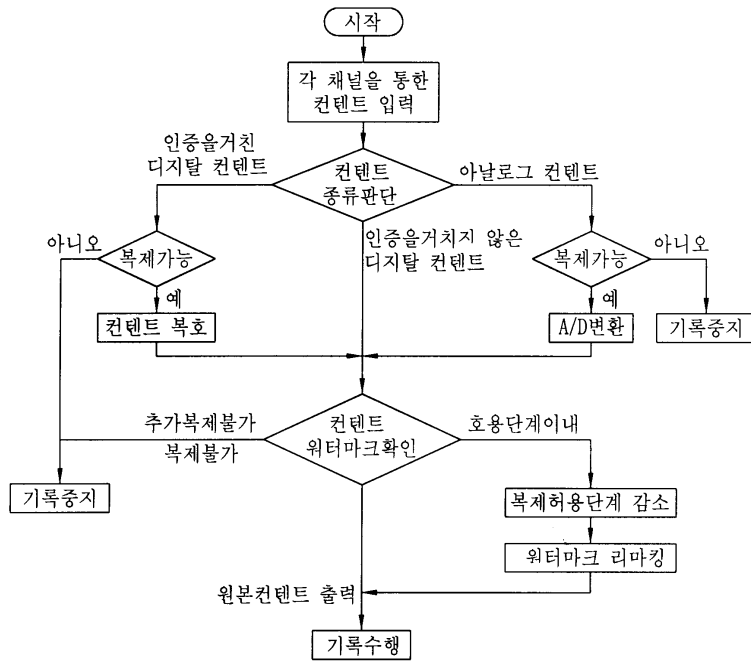 시작
각 채널을 통한
컨텐트 입력
인증을거친
디지탈 컨텐트
컨텐트
종류판단
아날로그 컨텐트
아니오
복제가능
인증을거치지 않은
디지탈 컨텐트
복제가능
아니오
예
예
컨텐트 복호
A/D변환
기록중지
추가복제불가
복제불가
컨텐트
워터마크확인
호용단계이내
기록중지
복제허용단계 감소
워터마크 리마킹
원본컨텐트 출력
기록수행